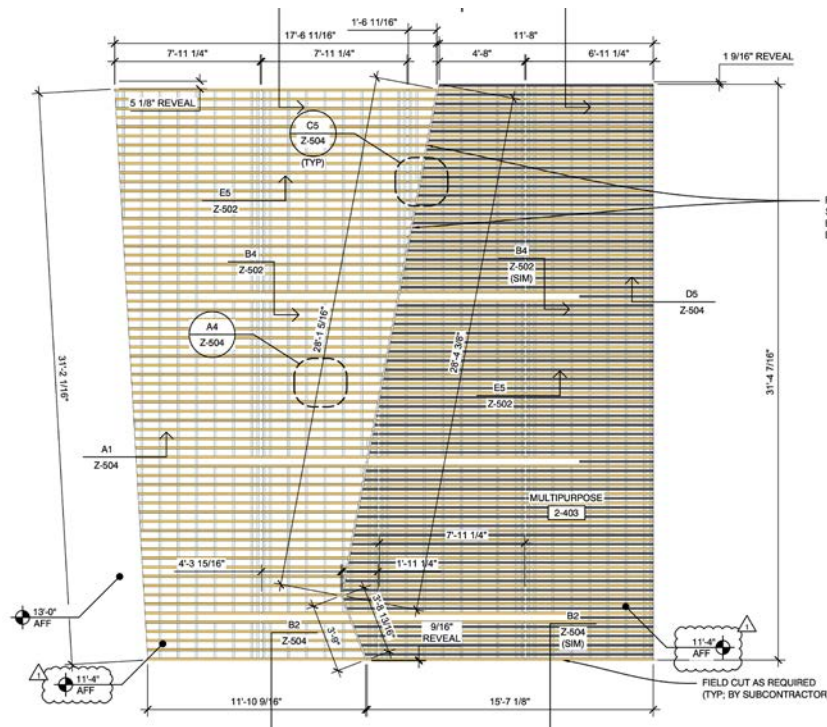 1'-6 11/16"
17'-6 11/16"
11'-8"
7'-11 1/4"
7'-11 1/4"
4'-8"
6'-11 1/4"
1 9/16" REVEAL
5 1/8" REVEAL
C5
Z-504
(TYP)
E5
Z-502
B4
Z-502
B4
Z-502
(SIM)
D5
Z-504
A4
Z-504
28'-1 5/16"
28'-4 3/8"
31'-2 1/16"
31'-4 7/16"
E5
Z-502
A1
Z-504
MULTIPURPOSE
2-403
7'-11 1/4"
4'-3 15/16"
1'-11 1/4"
3'-8 13/16"
3'-9"
13'-0"
AFF
B2
Z-504
9/16"
REVEAL
B2
Z-504
(SIM)
1
11'-4"
AFF
1
11'-4"
AFF
FIELD CUT AS REQUIRED
(TYP; BY SUBCONTRACTOR
11'-10 9/16"
15'-7 1/8"